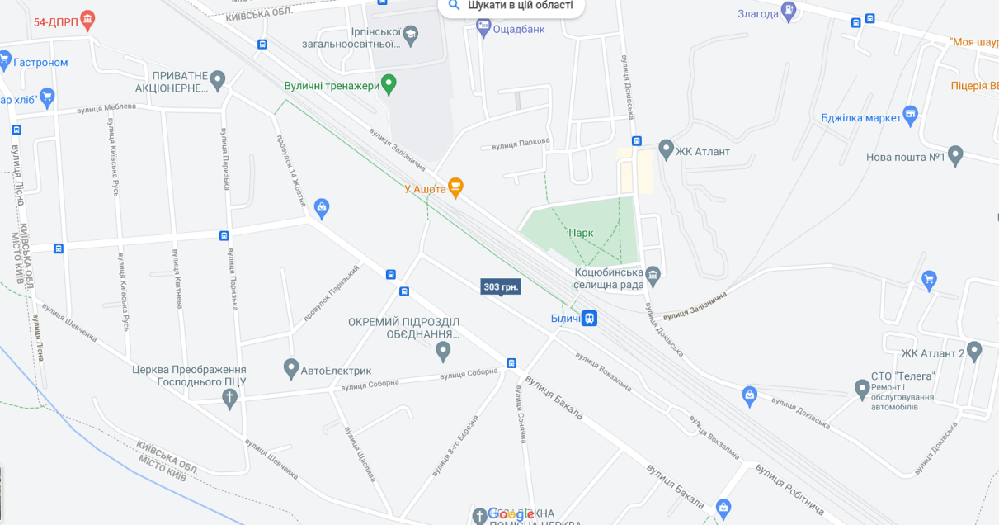 Шукати в цій області
КИЇВСЬКА ОБЛ.
54-ДПРП
Злагода
Ірпінської
загальноосвітньої...
Ощадбанк
"Моя шаур
Гастроном
ПРИВАТНЕ
АКЦІОНЕРНЕ...
Вуличні тренажери
вулиця Доківська
Піцерія ВЕ
ар хліб"
вулиця Меблева
Бджілка маркет
вулиця Залізнична
вулиця Паркова
ЖК Атлант
Нова пошта №1
вулиця Лісна
вулиця Київська Русь
вулиця Паризька
провулок 14 Жовтня
У Ашота
Парк
КИЇВСЬКА ОБЛ.
МІСТО КИЇВ
вулиця Київська Русь
вулиця Квітнева
вулиця Паризька
провулок Паризький
303 грн.
Коцюбинська
селищна рада
вулиця Залізнична
Біличі
вулиця Доківська
вулиця Шевченка
вулиця Лісна
ОКРЕМИЙ ПІДРОЗДІЛ
ОБЄДНАННЯ...
ЖК Атлант 2
Церква Преображення
Господнього ПЦУ
АвтоЕлектрик
вулиця Соборна
вулиця Соборна
вулиця Вокзальна
СТО "Телега"
Ремонт і
обслуговування
автомобілів
вулиця Бакала
вулиця Сонячна
вулиця Доківська
вулиця Доківська
вулиця Вокзальна
вулиця 8-го Березня
вулиця Щаслива
вулиця Шевченка
КИЇВСЬКА ОБЛ.
МІСТО КИЇВ
вулиця Бакала
вулиця Робітнича
Google